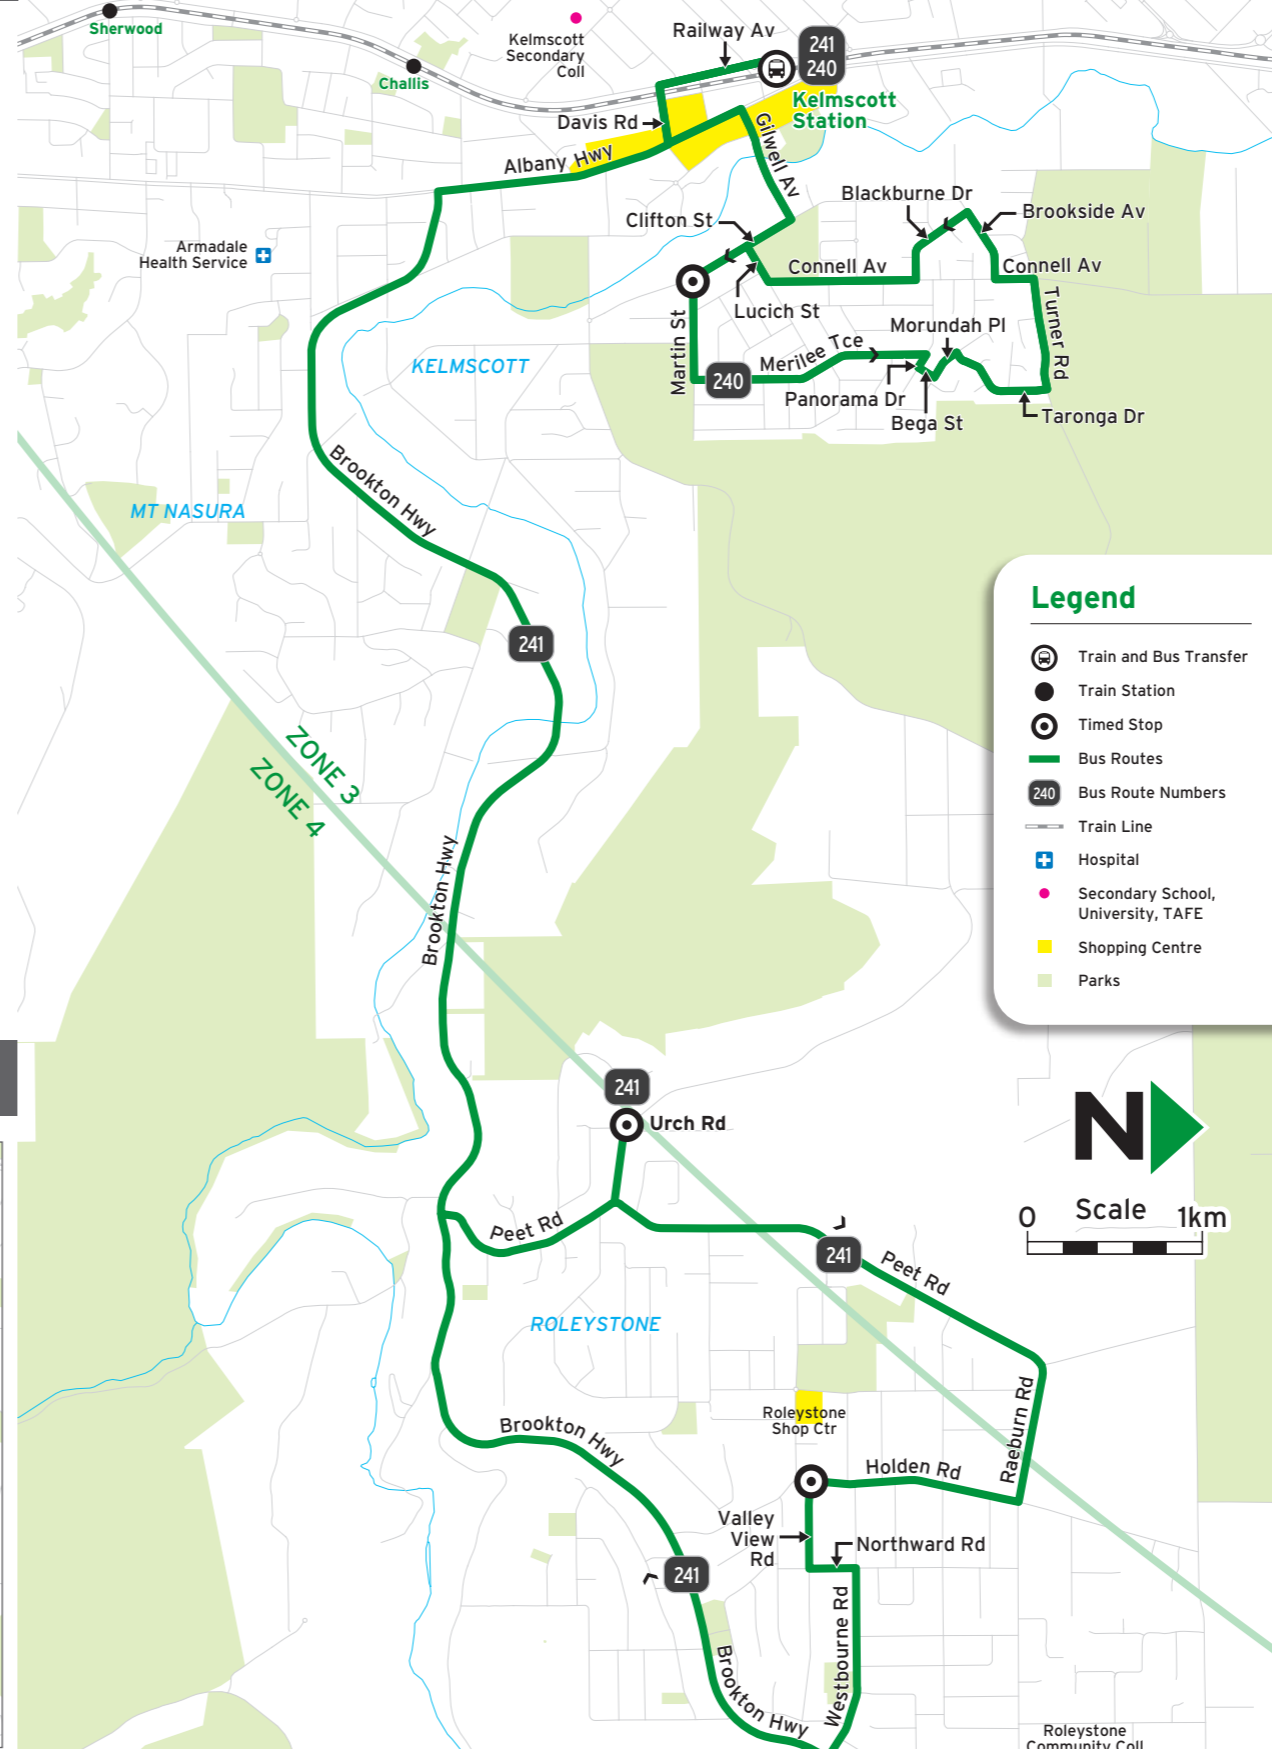 Sherwood
Challis
Kelmscott
Secondary
Coll
Railway Av
241
240
Kelmscott
Station
Davis Rd
Albany Hwy
Gilwell Av
Armadale
Health Service
Clifton St
Blackburne Dr
Brookside Av
Connell Av
Connell Av
Lucich St
Turner Rd
Martin St
Morundah Pl
Merilee Tce
240
Panorama Dr
Bega St
Taronga Dr
KELMSCOTT
MT NASURA
Brookton Hwy
241
ZONE 3
ZONE 4
Brookton Hwy
Legend
Train and Bus Transfer
Train Station
Timed Stop
Bus Routes
240
Bus Route Numbers
Train Line
Hospital
Secondary School,
University, TAFE
Shopping Centre
Parks
N
Scale
0
1km
241
Urch Rd
Peet Rd
241
Peet Rd
ROLEYSTONE
Roleystone
Shop Ctr
Raeburn Rd
Brookton Hwy
Holden Rd
Valley
View
Rd
Northward Rd
241
Westbourne Rd
Brookton Hwy
Roleystone
Community Coll